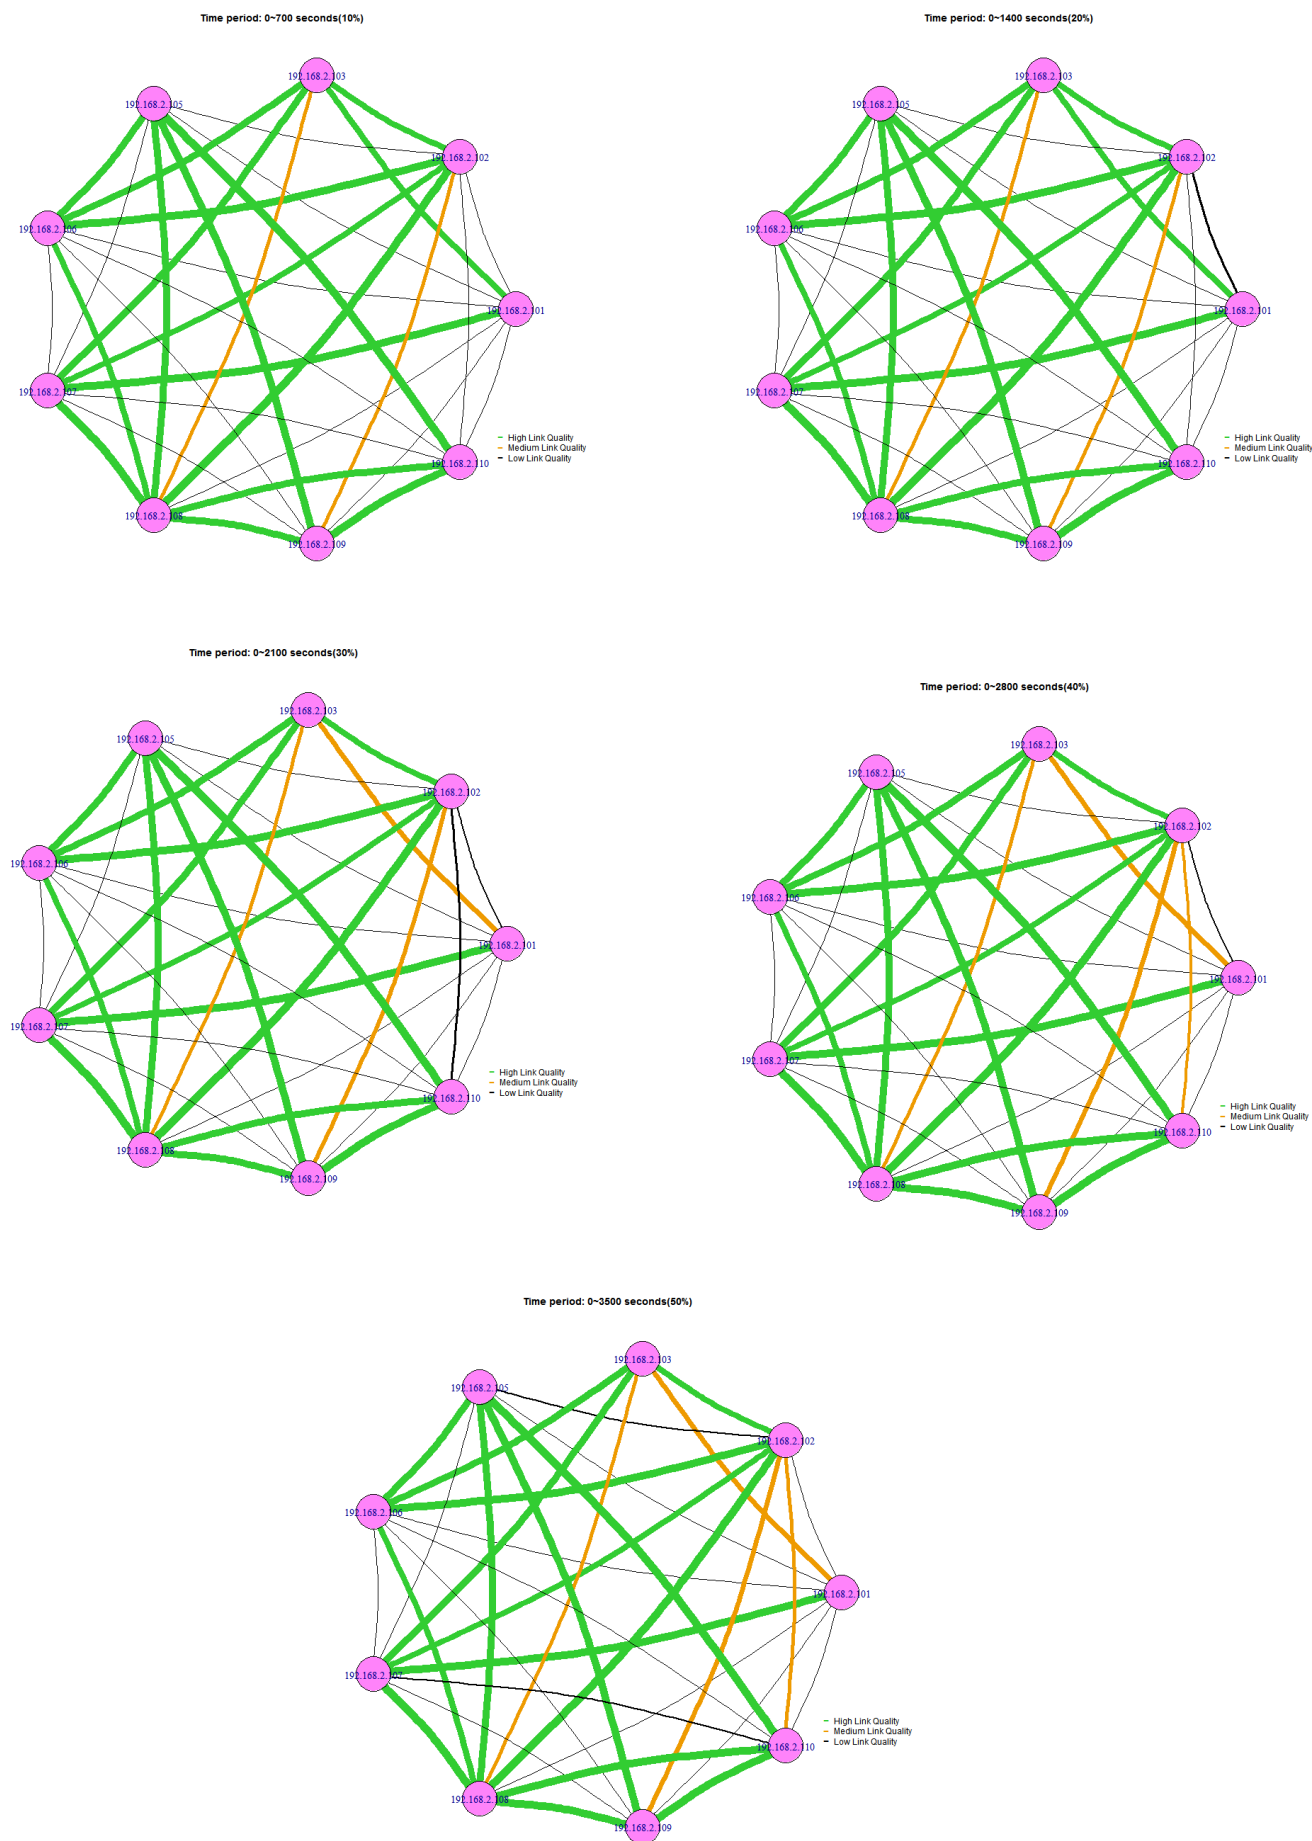 Time period: 0~700 seconds(10%)
192.168.2.103
192.168.2.105
192.168.2.102
192.168.2.106
192.168.2.101
192.168.2.107
192.168.2.110
192.168.2.108
192.168.2.109
High Link Quality
Medium Link Quality
Low Link Quality
Time period: 0~1400 seconds(20%)
192.168.2.103
192.168.2.105
192.168.2.102
192.168.2.106
192.168.2.101
192.168.2.107
192.168.2.110
192.168.2.108
192.168.2.109
High Link Quality
Medium Link Quality
Low Link Quality
Time period: 0~2100 seconds(30%)
192.168.2.103
192.168.2.105
192.168.2.102
192.168.2.106
192.168.2.101
192.168.2.107
192.168.2.110
192.168.2.108
192.168.2.109
High Link Quality
Medium Link Quality
Low Link Quality
Time period: 0~2800 seconds(40%)
192.168.2.103
192.168.2.105
192.168.2.102
192.168.2.106
192.168.2.101
192.168.2.107
192.168.2.110
192.168.2.108
192.168.2.109
High Link Quality
Medium Link Quality
Low Link Quality
Time period: 0~3500 seconds(50%)
192.168.2.103
192.168.2.105
192.168.2.102
192.168.2.106
192.168.2.101
192.168.2.107
192.168.2.110
192.168.2.108
192.168.2.109
High Link Quality
Medium Link Quality
Low Link Quality